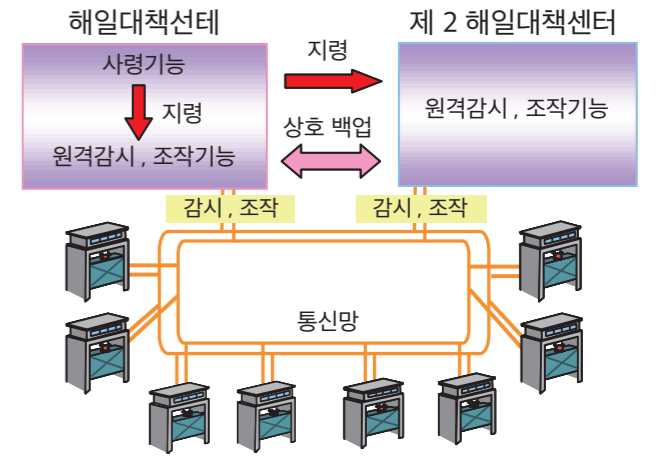 해일대책선테
제 2 해일대책센터
사령기능
지령
원격감시 , 조작기능
지령
상호 백업
원격감시 , 조작기능
감시 , 조작
감시 , 조작
통신망